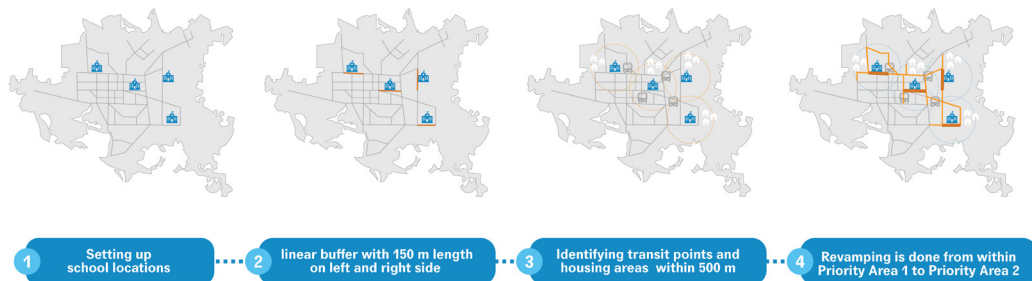 1
Setting up
school locations
2
linear buffer with 150 m length
on left and right side
3
Identifying transit points and
housing areas within 500 m
4
Revamping is done from within
Priority Area 1 to Priority Area 2